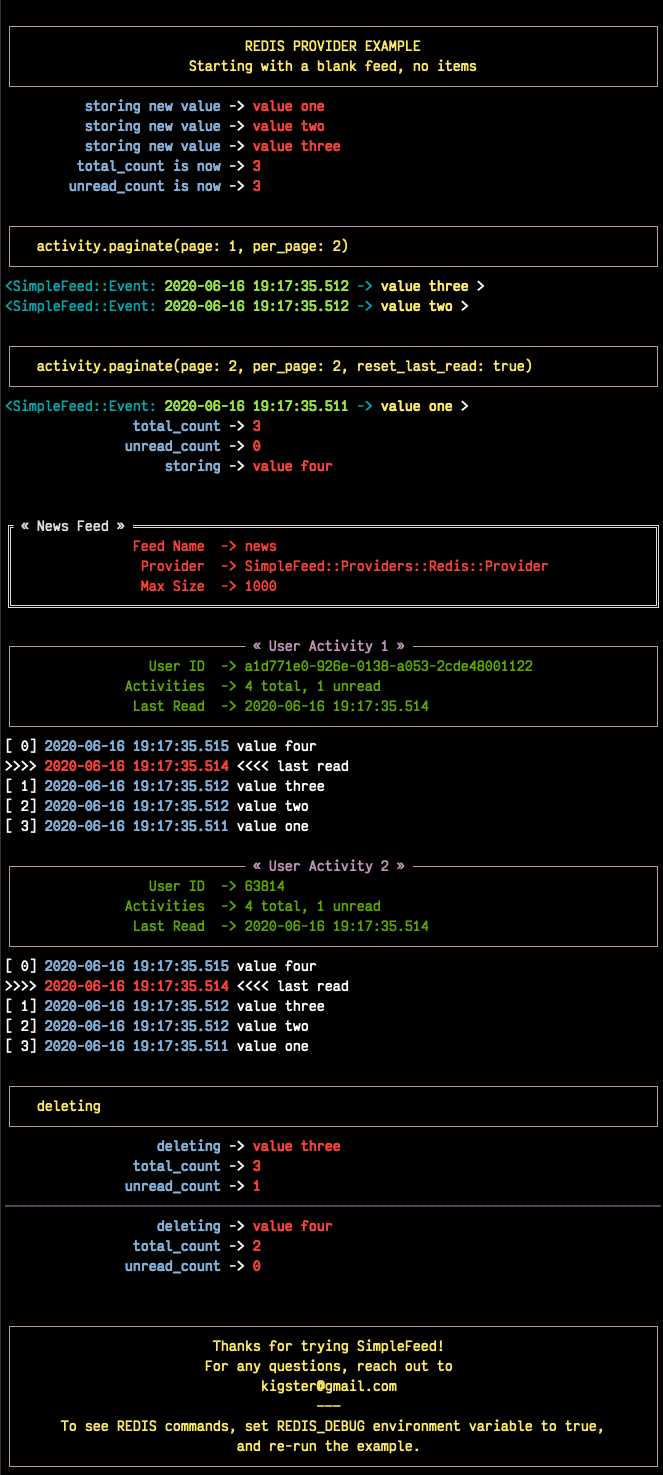 REDIS PROVIDER EXAMPLE
Starting with a blank feed, no items
storing new value -> value one
storing new value -> value two
storing new value -> value three
total_count is now -> 3
unread_count is now -> 3
activity.paginate(page: 1, per_page: 2)
<SimpleFeed::Event: 2020-06-16 19:17:35.512 -> value three >
<SimpleFeed::Event: 2020-06-16 19:17:35.512 -> value two >
activity.paginate(page: 2, per_page: 2, reset_last_read: true)
<SimpleFeed::Event: 2020-06-16 19:17:35.511 -> value one >
total_count -> 3
unread_count -> 0
storing -> value four
« News Feed »
Feed Name -> news
Provider -> SimpleFeed::Providers::Redis::Provider
Max Size -> 1000
« User Activity 1 »
User ID -> a1d771e0-926e-0138-a053-2cde48001122
Activities -> 4 total, 1 unread
Last Read -> 2020-06-16 19:17:35.514
[ 0] 2020-06-16 19:17:35.515 value four
>>>> 2020-06-16 19:17:35.514 <<<< last read
[ 1] 2020-06-16 19:17:35.512 value three
[ 2] 2020-06-16 19:17:35.512 value two
[ 3] 2020-06-16 19:17:35.511 value one
« User Activity 2 »
User ID -> 63814
Activities -> 4 total, 1 unread
Last Read -> 2020-06-16 19:17:35.514
[ 0] 2020-06-16 19:17:35.515 value four
>>>> 2020-06-16 19:17:35.514 <<<< last read
[ 1] 2020-06-16 19:17:35.512 value three
[ 2] 2020-06-16 19:17:35.512 value two
[ 3] 2020-06-16 19:17:35.511 value one
deleting
deleting -> value three
total_count -> 3
unread_count -> 1
deleting -> value four
total_count -> 2
unread_count -> 0
Thanks for trying SimpleFeed!
For any questions, reach out to
kigster@gmail.com
———
To see REDIS commands, set REDIS_DEBUG environment variable to true,
and re-run the example.